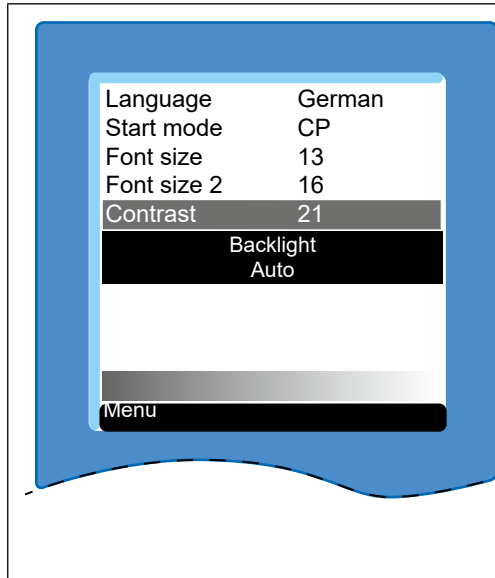 Language German
Start mode CP
Font size 13
Font size 2 16
Contrast 21
Backlight
Auto
Menu